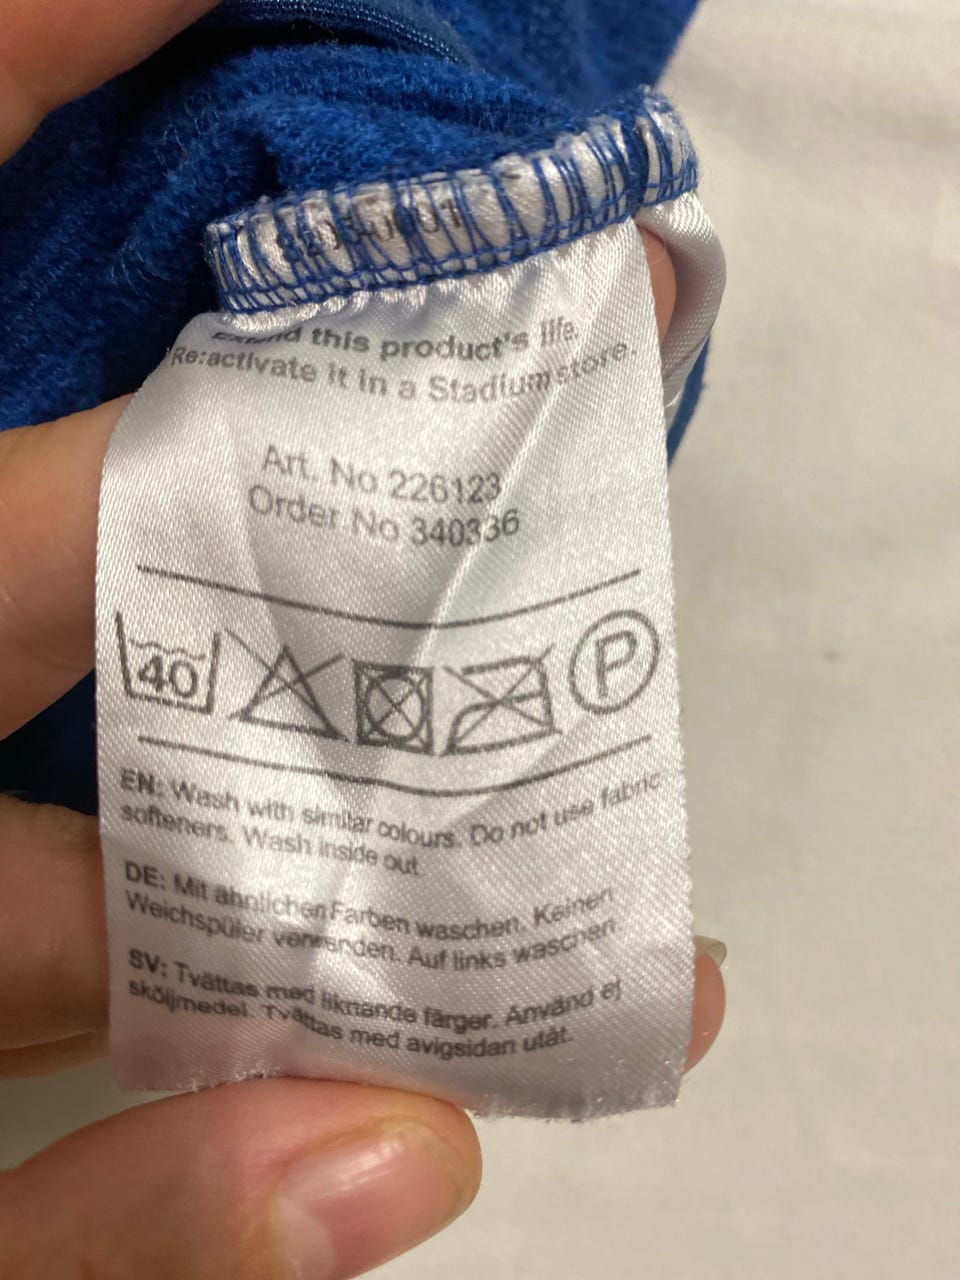 Extend this product's life.
Re:activate it in a Stadium store.
Art. No 226123
Order No 340336
40
P
EN: Wash with similar colours. Do not use fabric
softeners. Wash inside out.
DE: Mit ähnlichen Farben waschen. Keinen
Weichspüler verwenden. Auf links waschen.
SV: Tvättas med liknande färger. Använd ej
sköljmedel. Tvättas med avigsidan utåt.